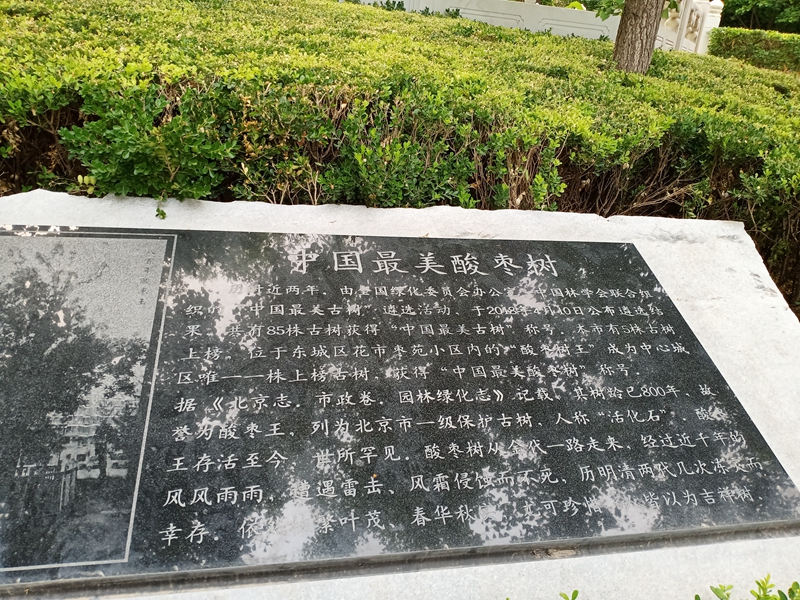 中国最美酸枣树
历时近两年、由全国绿化委员会办公室、中国林学会联合组
织的“中国最美古树”遴选活动、于2018年4月20日公布遴选结
果、共有85株古树获得“中国最美古树”称号。本市有5株古树
上榜。位于东城区花市枣苑小区内的“酸枣树王”成为中心城
区唯一一株上榜古树、获得“中国最美酸枣树”称号。
据《北京志．市政卷．园林绿化志》记载、其树龄已800年、故
誉为酸枣王、列为北京市一级保护古树、人称“活化石”。酸
王存活至今、世所罕见。酸枣树从金代一路走来、经过近千年的
风风雨雨、遭遇雷击、风霜侵蚀而不死、历明清两代几次冻灾而
幸存。依 繁叶茂、春华秋 可珍惜 皆以为吉祥树